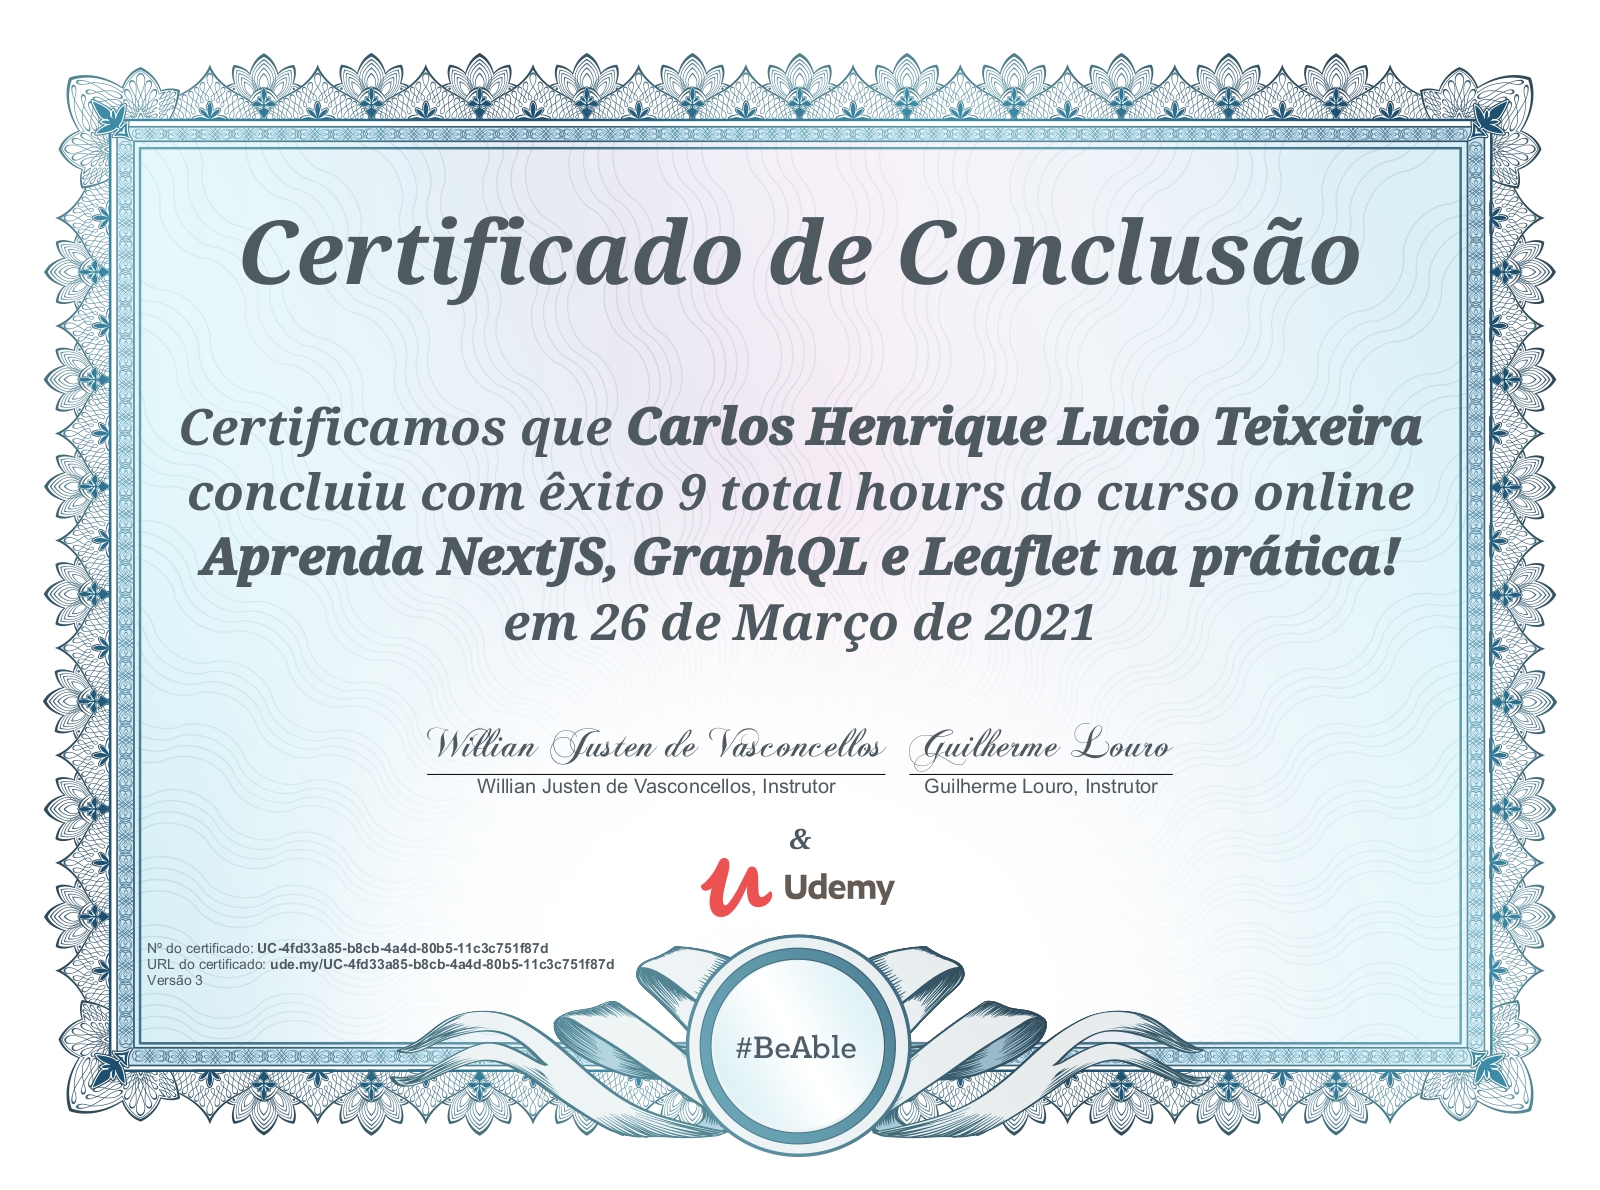 Certificado de Conclusão
Certificamos que Carlos Henrique Lucio Teixeira
concluiu com êxito 9 total hours do curso online
Aprenda NextJS, GraphQL e Leaflet na prática!
em 26 de Março de 2021
Willian Justen de Vasconcellos
Willian Justen de Vasconcellos, Instrutor
Guilherme Louro
Guilherme Louro, Instrutor
&
Udemy
Nº do certificado: UC-4fd33a85-b8cb-4a4d-80b5-11c3c751f87d
URL do certificado: ude.my/UC-4fd33a85-b8cb-4a4d-80b5-11c3c751f87d
Versão 3
#BeAble